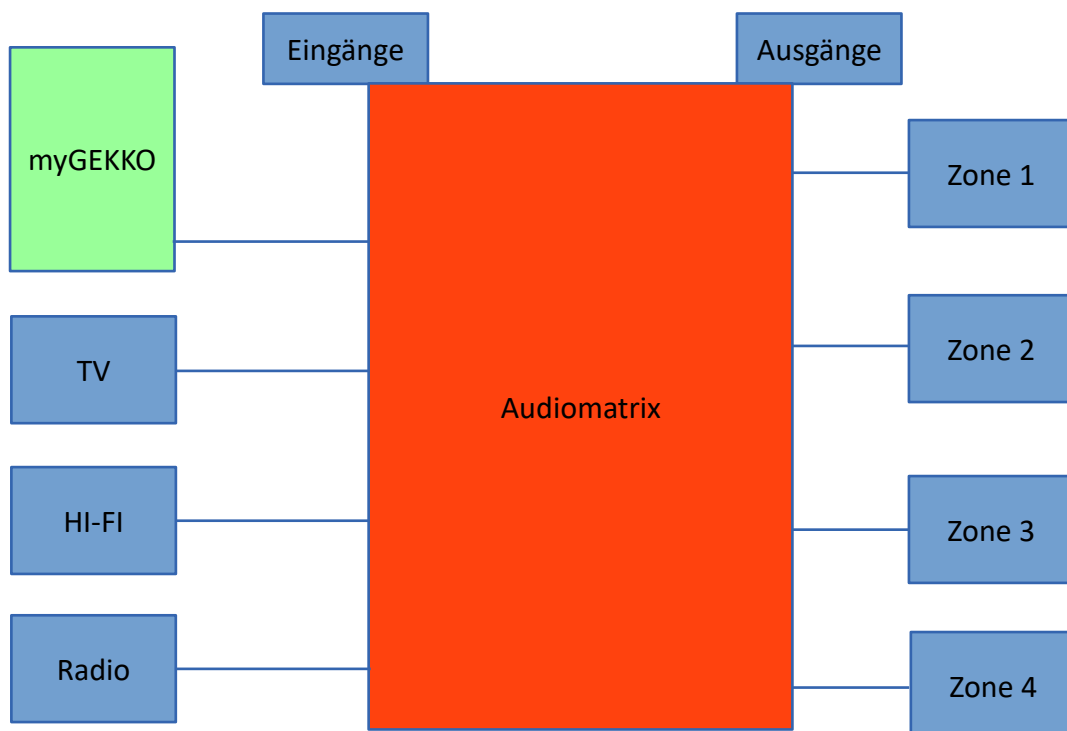 Eingänge
Ausgänge
myGEKKO
TV
HI-FI
Radio
Audiomatrix
Zone 1
Zone 2
Zone 3
Zone 4